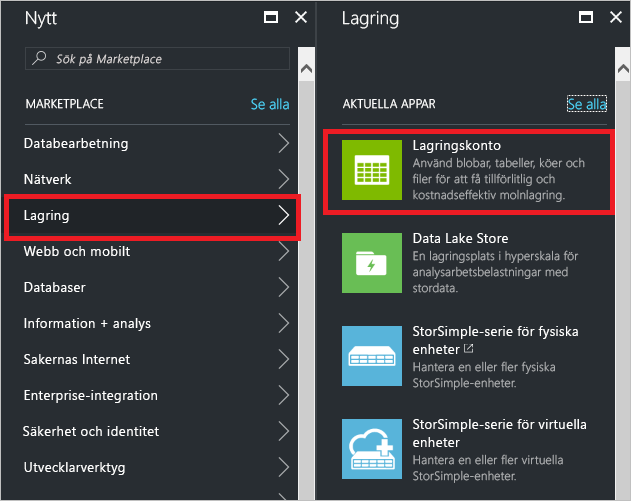 Nytt
Sök på Marketplace
MARKETPLACE Se alla
Databearbetning
Nätverk
Lagring
Webb och mobilt
Databaser
Information + analys
Sakernas Internet
Enterprise-integration
Säkerhet och identitet
Utvecklarverktyg
Lagring
AKTUELLA APPAR Se alla
Lagringskonto
Använd blobar, tabeller, köer och
filer för att få tillförlitlig och
kostnadseffektiv molnlagring.
Data Lake Store
En lagringsplats i hyperskala för
analysarbetsbelastningar med
stordata.
StorSimple-serie för fysiska
enheter
Hantera en eller fler fysiska
StorSimple-enheter.
StorSimple-serie för virtuella
enheter
Hantera en eller fler virtuella
StorSimple-enheter.